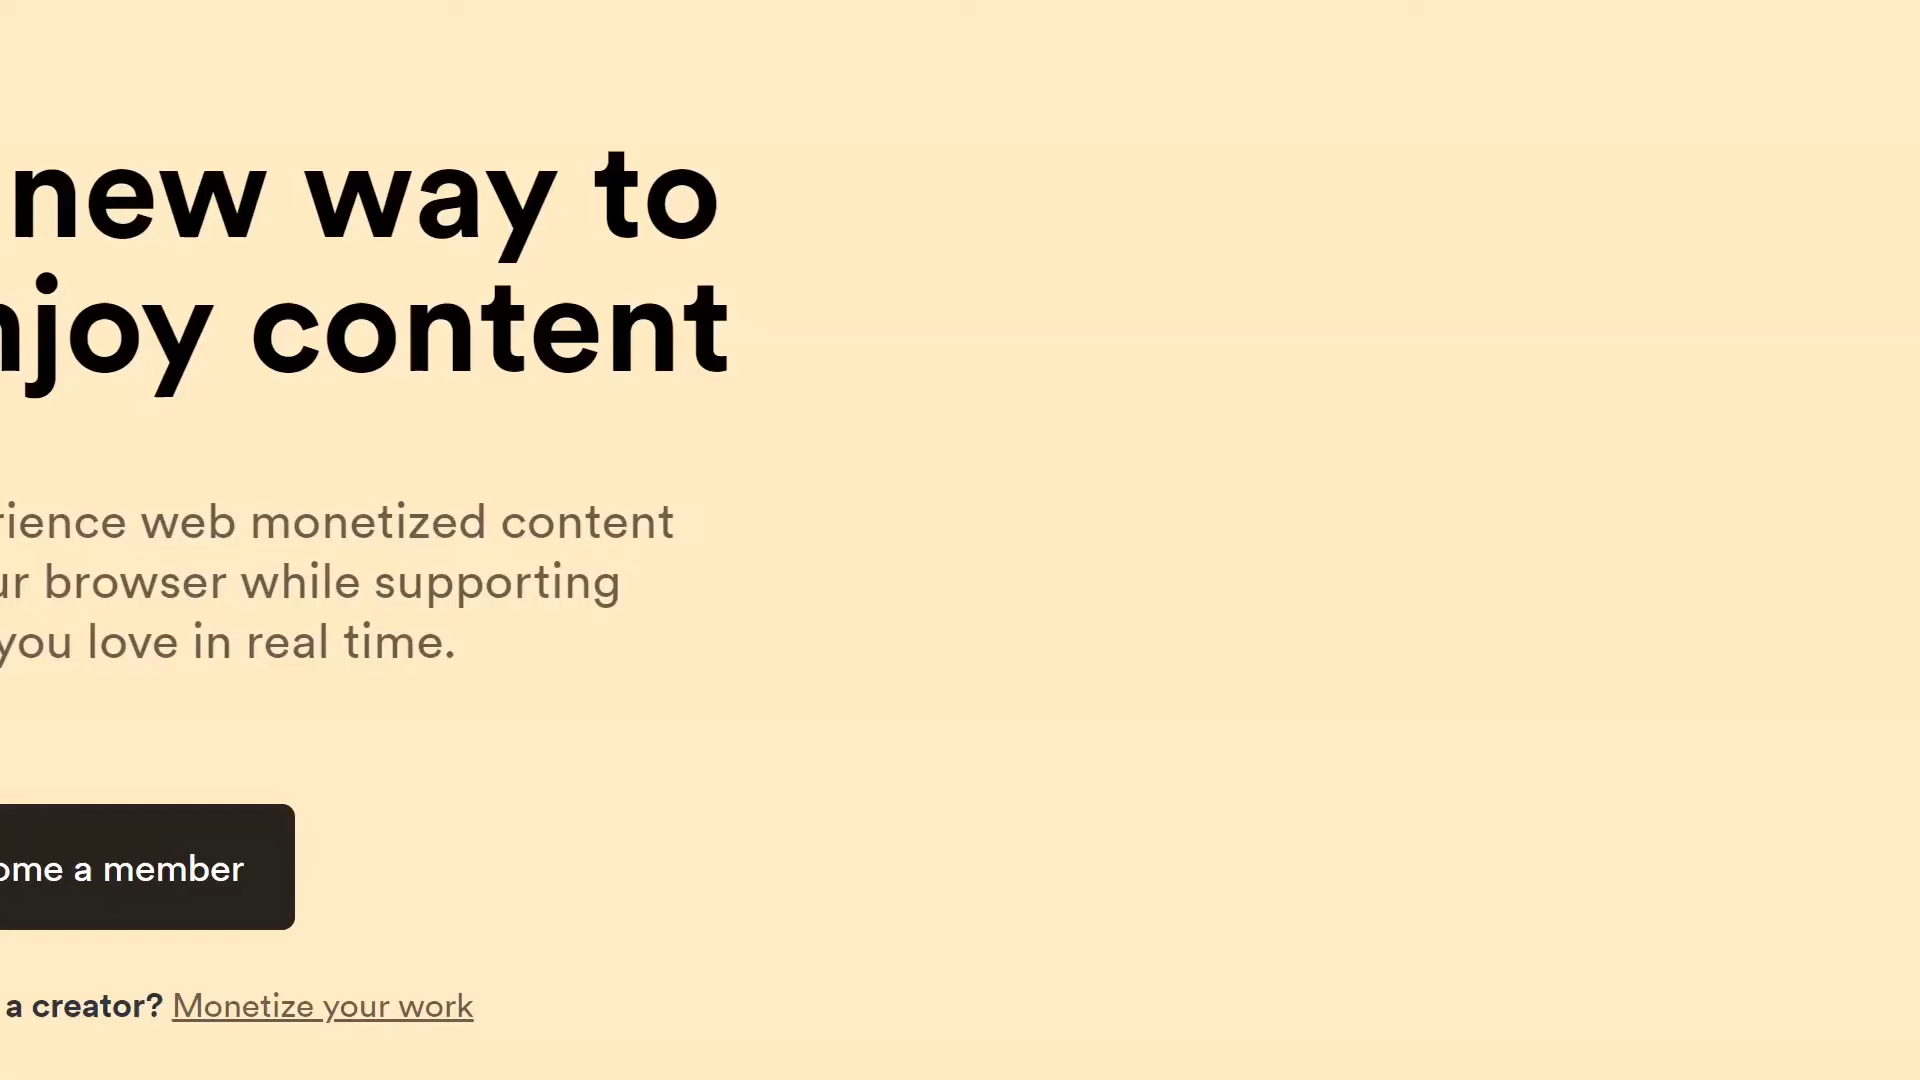 new way to
njoy content
rience web monetized content
ur browser while supporting
you love in real time.
ome a member
a creator? Monetize your work